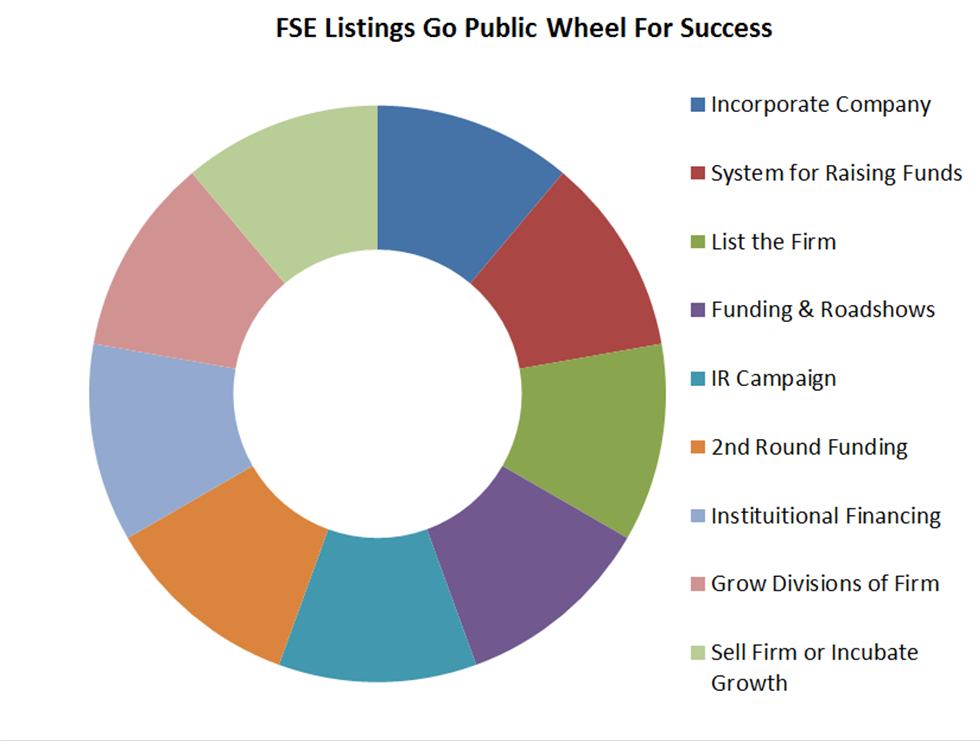 FSE Listings Go Public Wheel For Success
Incorporate Company
System for Raising Funds
List the Firm
Funding & Roadshows
IR Campaign
2nd Round Funding
Instituitional Financing
Grow Divisions of Firm
Sell Firm or Incubate
Growth